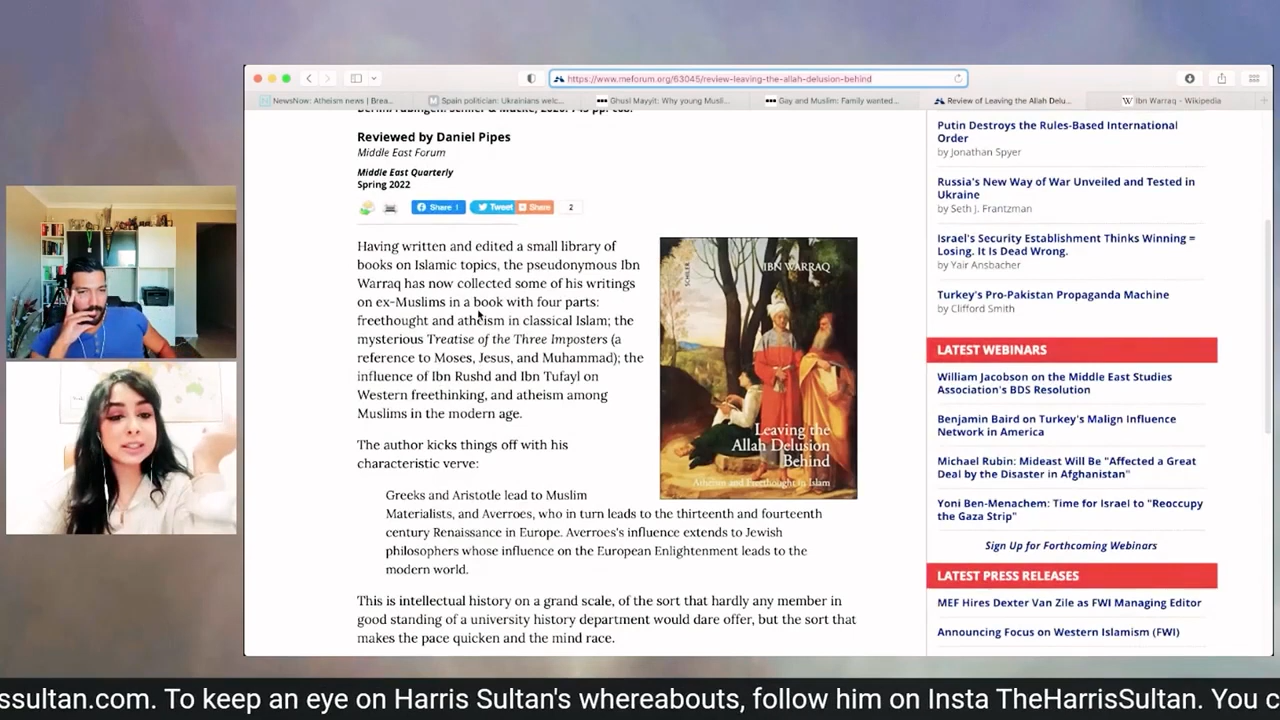 https://www.meforum.org/63045/review-leaving-the-allah-delusion-behind
NewsNow: Atheism news | Brea...
Spain politician: Ukrainians welc...
Ghusl Mayyit: Why young Musli...
Gay and Muslim: Family wanted...
Review of Leaving the Allah Delu...
Ibn Warraq - Wikipedia
Reviewed by Daniel Pipes
Middle East Forum
Middle East Quarterly
Spring 2022
Share 1
Tweet
Share
2
Having written and edited a small library of
books on Islamic topics, the pseudonymous Ibn
Warraq has now collected some of his writings
on ex-Muslims in a book with four parts:
freethought and atheism in classical Islam; the
mysterious Treatise of the Three Imposters (a
reference to Moses, Jesus, and Muhammad); the
influence of Ibn Rushd and Ibn Tufayl on
Western freethinking, and atheism among
Muslims in the modern age.
SCHILER
IBN WARRAQ
Leaving the
Allah Delusion
Behind
Atheism and Freethought in Islam
The author kicks things off with his
characteristic verve:
Greeks and Aristotle lead to Muslim
Materialists, and Averroes, who in turn leads to the thirteenth and fourteenth
century Renaissance in Europe. Averroes's influence extends to Jewish
philosophers whose influence on the European Enlightenment leads to the
modern world.
This is intellectual history on a grand scale, of the sort that hardly any member in
good standing of a university history department would dare offer, but the sort that
makes the pace quicken and the mind race.
Putin Destroys the Rules-Based International
Order
by Jonathan Spyer
Russia's New Way of War Unveiled and Tested in
Ukraine
by Seth J. Frantzman
Israel's Security Establishment Thinks Winning =
Losing. It Is Dead Wrong.
by Yair Ansbacher
Turkey's Pro-Pakistan Propaganda Machine
by Clifford Smith
LATEST WEBINARS
William Jacobson on the Middle East Studies
Association's BDS Resolution
Benjamin Baird on Turkey's Malign Influence
Network in America
Michael Rubin: Mideast Will Be "Affected a Great
Deal by the Disaster in Afghanistan"
Yoni Ben-Menachem: Time for Israel to "Reoccupy
the Gaza Strip"
Sign Up for Forthcoming Webinars
LATEST PRESS RELEASES
MEF Hires Dexter Van Zile as FWI Managing Editor
Announcing Focus on Western Islamism (FWI)
ssultan.com. To keep an eye on Harris Sultan's whereabouts, follow him on Insta TheHarrisSultan. You c